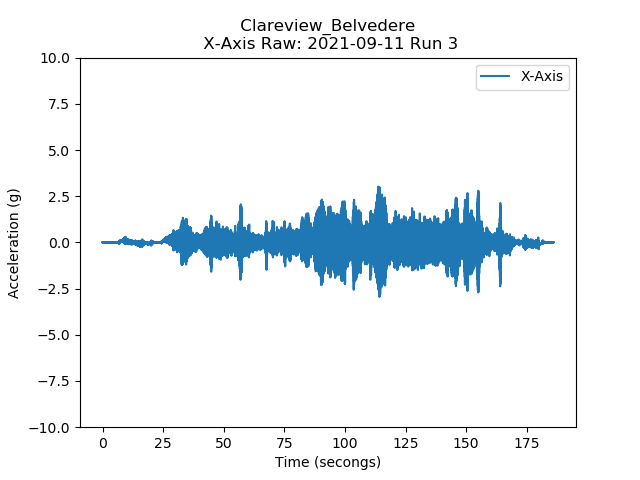 Clareview_Belvedere
X-Axis Raw: 2021-09-11 Run 3
X-Axis
10.0
7.5
5.0
2.5
0.0
−2.5
−5.0
−7.5
−10.0
Acceleration (g)
0 25 50 75 100 125 150 175
Time (secongs)